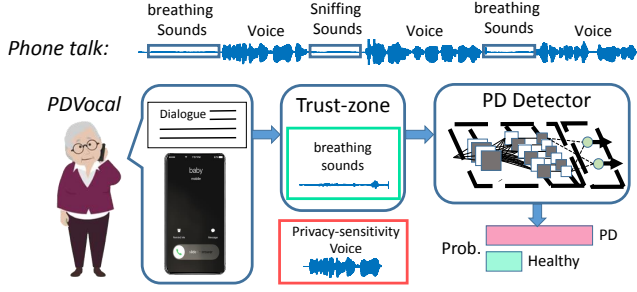 breathing
Sounds
Voice
Sniffing
Sounds
Voice
breathing
Sounds
Voice
Phone talk:
PDVocal
Dialogue
baby
mobile
Trust-zone
breathing
sounds
PD Detector
Privacy-sensitivity
Voice
Prob.
PD
Healthy